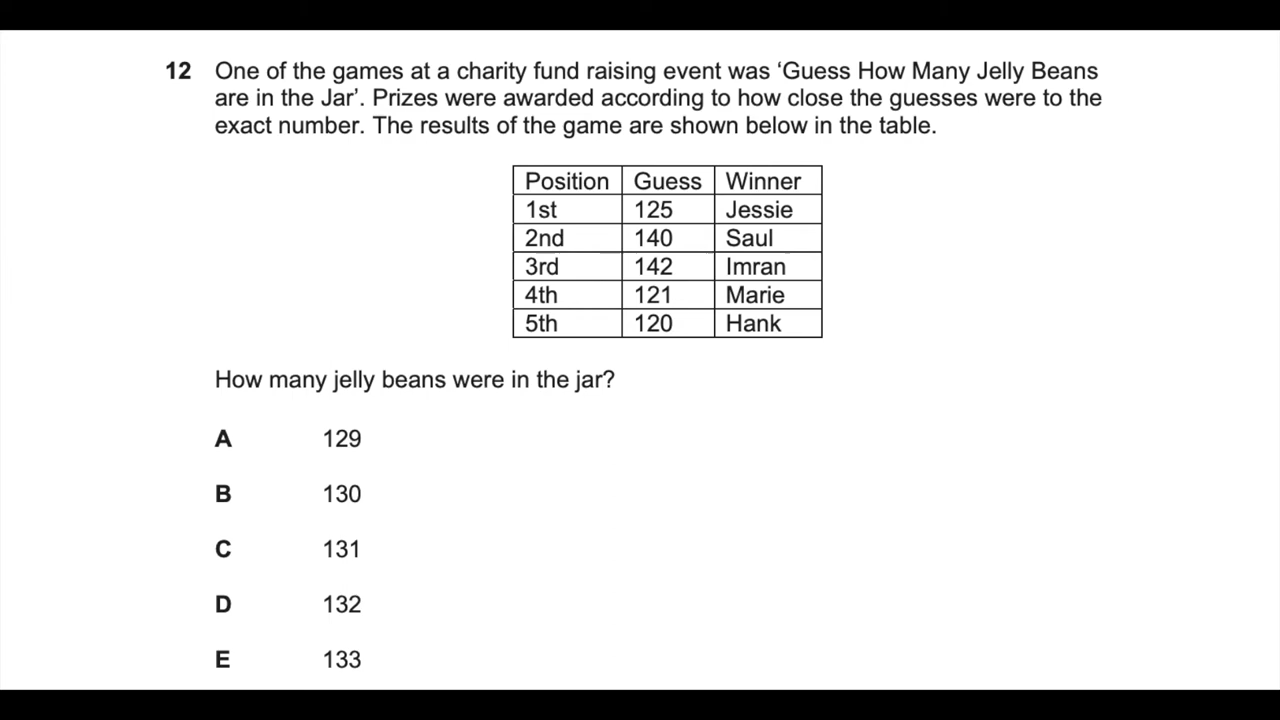 12 One of the games at a charity fund raising event was ‘Guess How Many Jelly Beans
are in the Jar’. Prizes were awarded according to how close the guesses were to the
exact number. The results of the game are shown below in the table.
Position Guess Winner
1st 125 Jessie
2nd 140 Saul
3rd 142 Imran
4th 121 Marie
5th 120 Hank
How many jelly beans were in the jar?
A 129
B 130
C 131
D 132
E 133